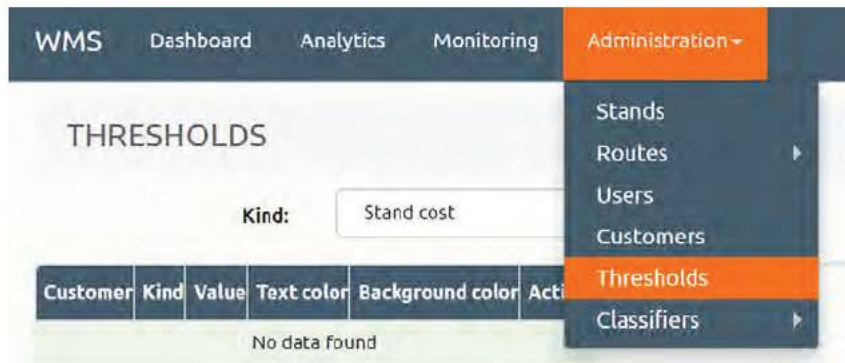 WMS Dashboard Analytics Monitoring Administration
THRESHOLDS
Kind: Stand cost
Customer Kind Value Text color Background color
No data found
Stands
Routes
Users
Customers
Thresholds
Classifiers